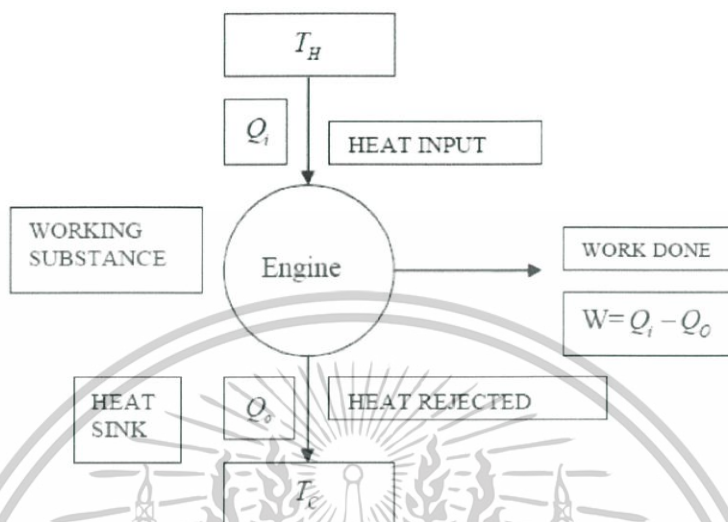 T_H
Q_i
HEAT INPUT
WORKING
SUBSTANCE
Engine
WORK DONE
W= Q_i − Q_O
HEAT
SINK
Q_o
HEAT REJECTED
T_C